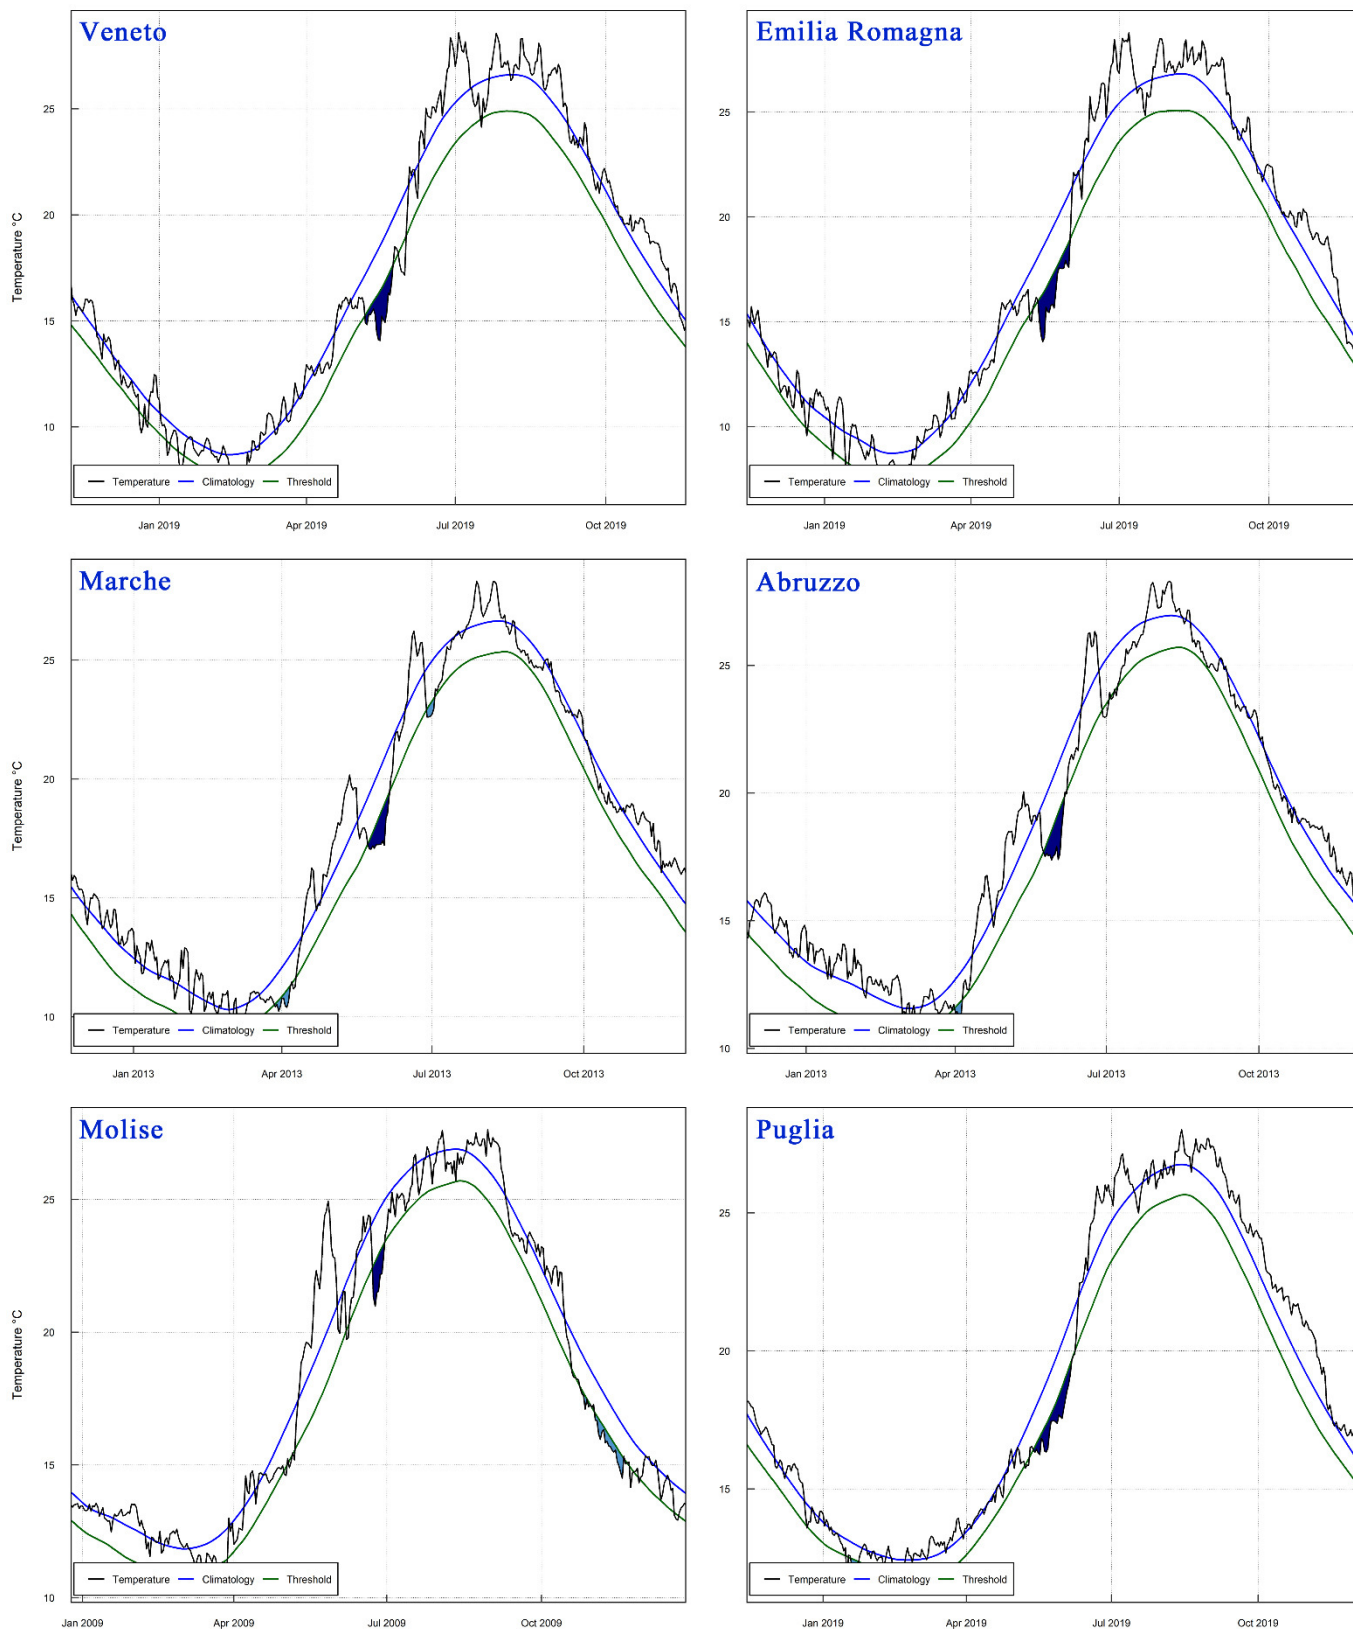 Veneto
Temperature °C
25
20
15
10
Temperature Climatology Threshold
Jan 2019 Apr 2019 Jul 2019 Oct 2019
Emilia Romagna
25
20
15
10
Temperature Climatology Threshold
Jan 2019 Apr 2019 Jul 2019 Oct 2019
Marche
Temperature °C
25
20
15
10
Temperature Climatology Threshold
Jan 2013 Apr 2013 Jul 2013 Oct 2013
Abruzzo
25
20
15
10
Temperature Climatology Threshold
Jan 2013 Apr 2013 Jul 2013 Oct 2013
Molise
Temperature °C
25
20
15
10
Temperature Climatology Threshold
Jan 2009 Apr 2009 Jul 2009 Oct 2009
Puglia
25
20
15
Temperature Climatology Threshold
Jan 2019 Apr 2019 Jul 2019 Oct 2019